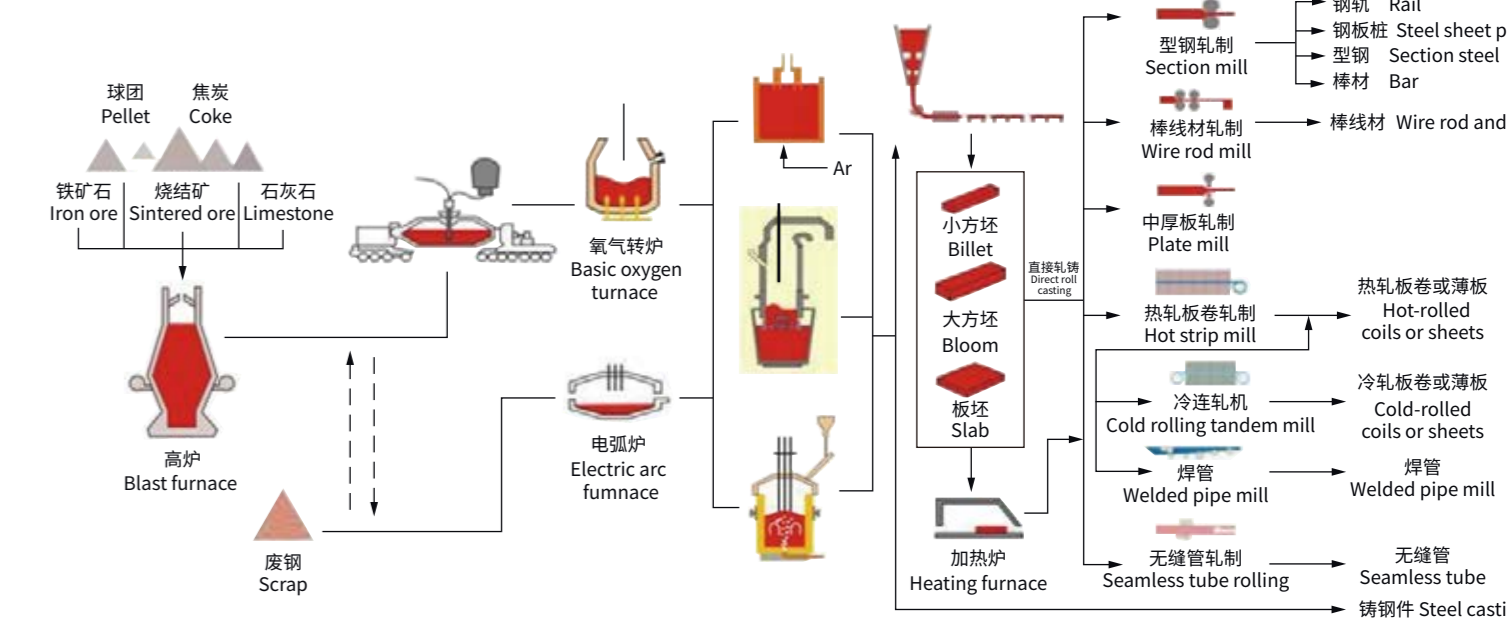 球团
Pellet
焦炭
Coke
铁矿石
Iron ore
烧结矿
Sintered ore
石灰石
Limestone
高炉
Blast furnace
废钢
Scrap
氧气转炉
Basic oxygen
turnace
电弧炉
Electric arc
fumnace
Ar
小方坯
Billet
大方坯
Bloom
板坯
Slab
直接轧铸
Direct roll
casting
加热炉
Heating furnace
型钢轧制
Section mill
棒线材轧制
Wire rod mill
中厚板轧制
Plate mill
热轧板卷轧制
Hot strip mill
冷连轧机
Cold rolling tandem mill
焊管
Welded pipe mill
无缝管轧制
Seamless tube rolling
钢轨 Rail
钢板桩 Steel sheet p
型钢 Section steel
棒材 Bar
棒线材 Wire rod and
热轧板卷或薄板
Hot-rolled
coils or sheets
冷轧板卷或薄板
Cold-rolled
coils or sheets
焊管
Welded pipe mill
无缝管
Seamless tube
铸钢件 Steel casti